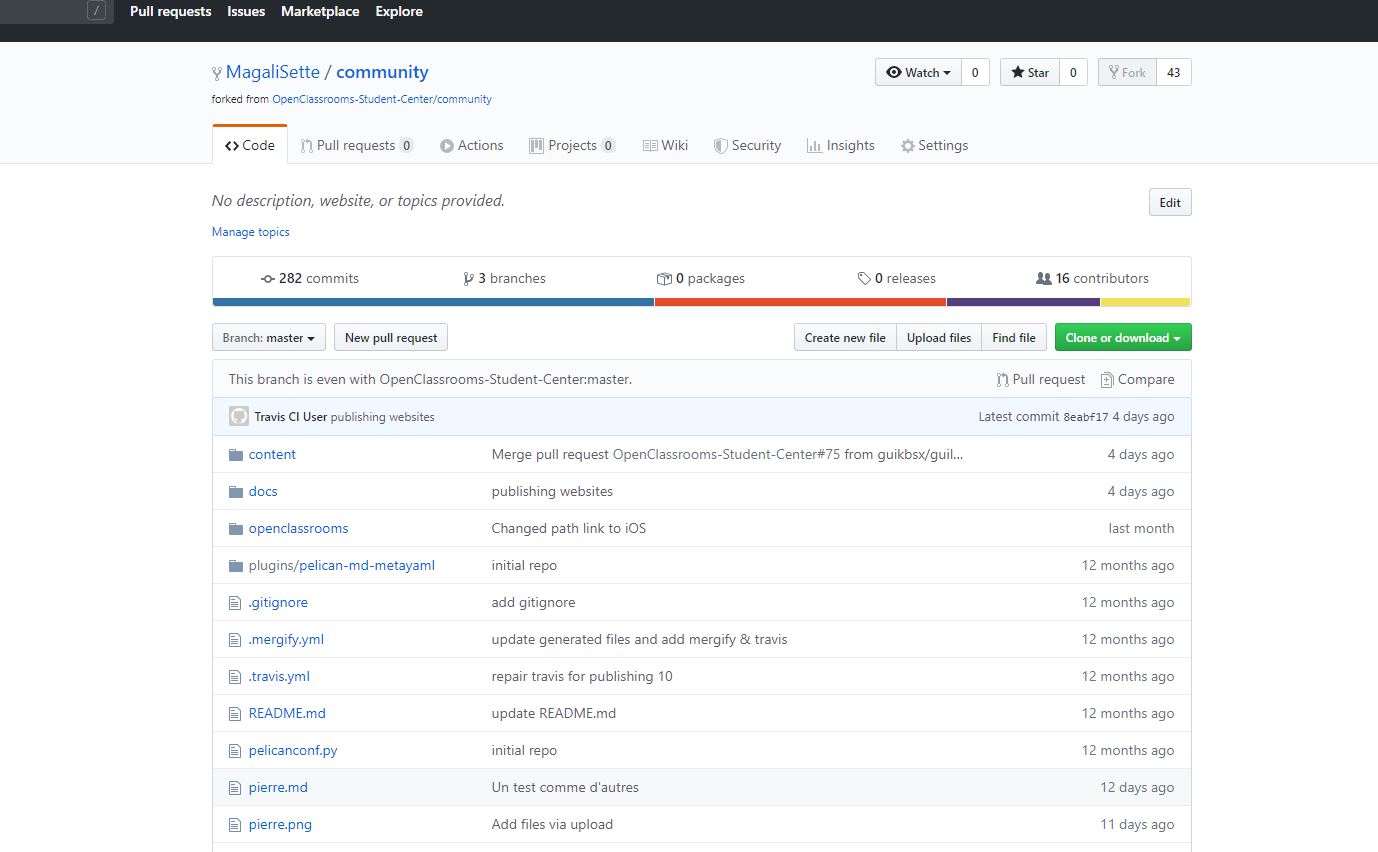 / Pull requests Issues Marketplace Explore
MagaliSette / community Watch 0 Star 0 Fork 43
forked from OpenClassrooms-Student-Center/community
Code Pull requests 0 Actions Projects 0 Wiki Security Insights Settings
No description, website, or topics provided. Edit
Manage topics
282 commits 3 branches 0 packages 0 releases 16 contributors
Branch: master New pull request Create new file Upload files Find file Clone or download
This branch is even with OpenClassrooms-Student-Center:master. Pull request Compare
Travis CI User publishing websites Latest commit 8eabf17 4 days ago
content Merge pull request OpenClassrooms-Student-Center#75 from guikbsx/guil... 4 days ago
docs publishing websites 4 days ago
openclassrooms Changed path link to iOS last month
plugins/pelican-md-metayaml initial repo 12 months ago
.gitignore add gitignore 12 months ago
.mergify.yml update generated files and add mergify & travis 12 months ago
.travis.yml repair travis for publishing 10 12 months ago
README.md update README.md 12 months ago
pelicanconf.py initial repo 12 months ago
pierre.md Un test comme d'autres 12 days ago
pierre.png Add files via upload 11 days ago